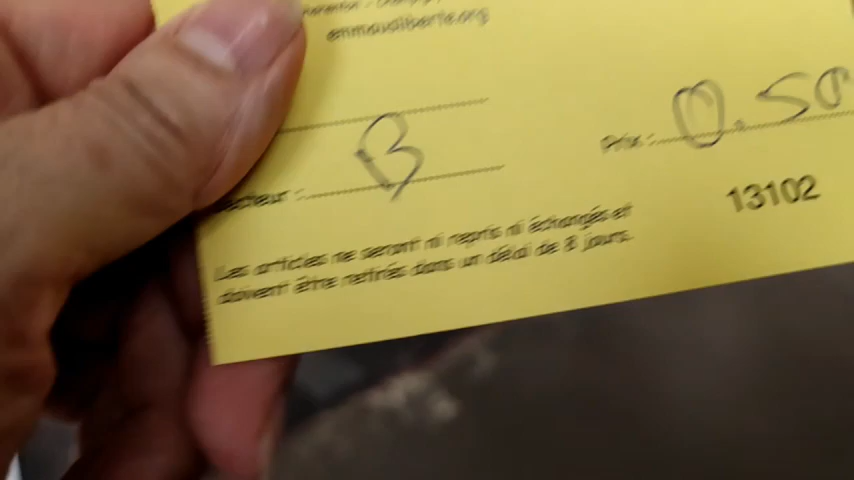 emmausliberte.org
B
Prix : 0.50
Secteur :
13102
Les articles ne seront ni repris ni échangés et
doivent être retirés dans un délai de 8 jours.